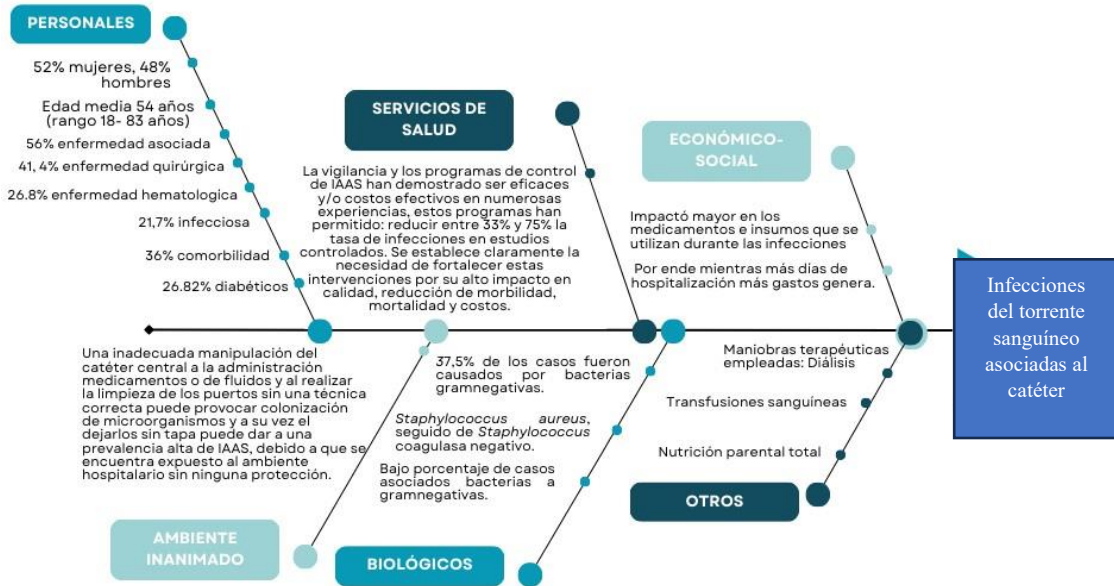 PERSONALES
52% mujeres, 48%
hombres
Edad media 54 años
(rango 18- 83 años)
56% enfermedad asociada
41, 4% enfermedad quirúrgica
26.8% enfermedad hematologica
21,7% infecciosa
36% comorbilidad
26.82% diabéticos
SERVICIOS DE
SALUD
La vigilancia y los programas de control
de IAAS han demostrado ser eficaces
y/o costos efectivos en numerosas
experiencias, estos programas han
permitido: reducir entre 33% y 75% la
tasa de infecciones en estudios
controlados. Se establece claramente la
necesidad de fortalecer estas
intervenciones por su alto impacto en
calidad, reducción de morbilidad,
mortalidad y costos.
ECONÓMICO-
SOCIAL
Impactó mayor en los
medicamentos e insumos que se
utilizan durante las infecciones
Por ende mientras más días de
hospitalización más gastos genera.
Infecciones
del torrente
sanguíneo
asociadas al
catéter
Una inadecuada manipulación del
catéter central a la administración
medicamentos o de fluidos y al realizar
la limpieza de los puertos sin una técnica
correcta puede provocar colonización
de microorganismos y a su vez el
dejarlos sin tapa puede dar a una
prevalencia alta de IAAS, debido a que se
encuentra expuesto al ambiente
hospitalario sin ninguna protección.
AMBIENTE
INANIMADO
37,5% de los casos fueron
causados por bacterias
gramnegativas.
Staphylococcus aureus,
seguido de Staphylococcus
coagulasa negativo.
Bajo porcentaje de casos
asociados bacterias a
gramnegativas.
BIOLÓGICOS
Maniobras terapéuticas
empleadas: Diálisis
Transfusiones sanguíneas
Nutrición parental total
OTROS